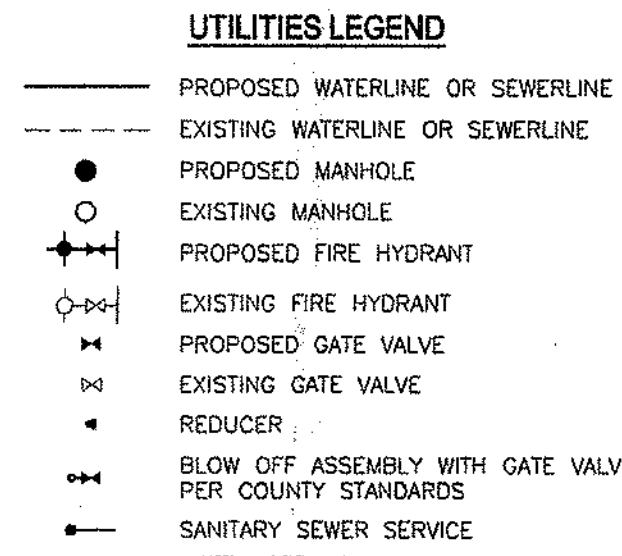 UTILITIES LEGEND
PROPOSED WATERLINE OR SEWERLINE
EXISTING WATERLINE OR SEWERLINE
PROPOSED MANHOLE
EXISTING MANHOLE
PROPOSED FIRE HYDRANT
EXISTING FIRE HYDRANT
PROPOSED GATE VALVE
EXISTING GATE VALVE
REDUCER
BLOW OFF ASSEMBLY WITH GATE VALV
PER COUNTY STANDARDS
SANITARY SEWER SERVICE